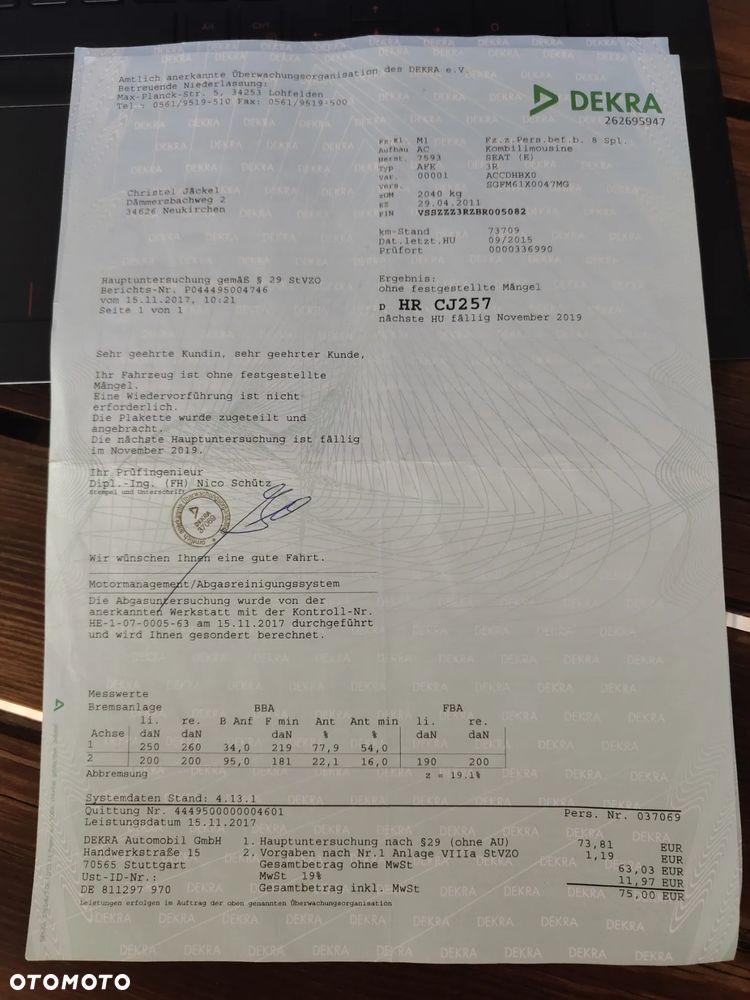 Amtlich anerkannte Überwachungsorganisation des DEKRA e.V.
Betreuende Niederlassung:
Max-Planck-Str. 5, 34253 Lohfelden
Tel.: 0561/9519-510 Fax: 0561/9519-500
DEKRA
262695947
Fz.Kl. M1 Fz.z.Pers.bef.b. 8 Spl.
Aufbau AC Kombilimousine
Herst. 7593 SEAT (E)
Typ AFK 3R
Var. 00001 ACCDHBX0
Vers. SGFM61X0047MG
zGM 2040 kg
EZ 29.04.2011
FIN VSSZZZ3RZBR005082
Christel Jäckel
Dämmersbachweg 2
34626 Neukirchen
km-Stand 73709
Dat.letzt.HU 09/2015
Prüfort 0000336990
Hauptuntersuchung gemäß § 29 StVZO
Berichts-Nr. P044495004746
vom 15.11.2017, 10:21
Seite 1 von 1
Ergebnis:
ohne festgestellte Mängel
D HR CJ257
nächste HU fällig November 2019
Sehr geehrte Kundin, sehr geehrter Kunde,
Ihr Fahrzeug ist ohne festgestellte
Mängel.
Eine Wiedervorführung ist nicht
erforderlich.
Die Plakette wurde zugeteilt und
angebracht.
Die nächste Hauptuntersuchung ist fällig
im November 2019.
Ihr Prüfingenieur
Dipl.-Ing. (FH) Nico Schütz
Stempel und Unterschrift
DEKRA
37069
Wir wünschen Ihnen eine gute Fahrt.
Motormanagement/Abgasreinigungssystem
Die Abgasuntersuchung wurde von der
anerkannten Werkstatt mit der Kontroll-Nr.
HE-1-07-0005-63 am 15.11.2017 durchgeführt
und wird Ihnen gesondert berechnet.
Messwerte
Bremsanlage BBA FBA
li. re. B Anf F min Ant Ant min li. re.
Achse daN daN daN % % daN daN
1 250 260 34,0 219 77,9 54,0
2 200 200 95,0 181 22,1 16,0 190 200
Abbremsung z = 19.1%
Systemdaten Stand: 4.13.1
Quittung Nr. 4449500000004601 Pers. Nr. 037069
Leistungsdatum 15.11.2017
DEKRA Automobil GmbH 1. Hauptuntersuchung nach §29 (ohne AU) 73,81 EUR
Handwerkstraße 15 2. Vorgaben nach Nr.1 Anlage VIIIa StVZO 1,19 EUR
70565 Stuttgart Gesamtbetrag ohne MwSt 63,03 EUR
Ust-ID-Nr.: MwSt 19% 11,97 EUR
DE 811297 970 Gesamtbetrag inkl. MwSt 75,00 EUR
Leistungen erfolgen im Auftrag der oben genannten Überwachungsorganisation
OTOMOTO